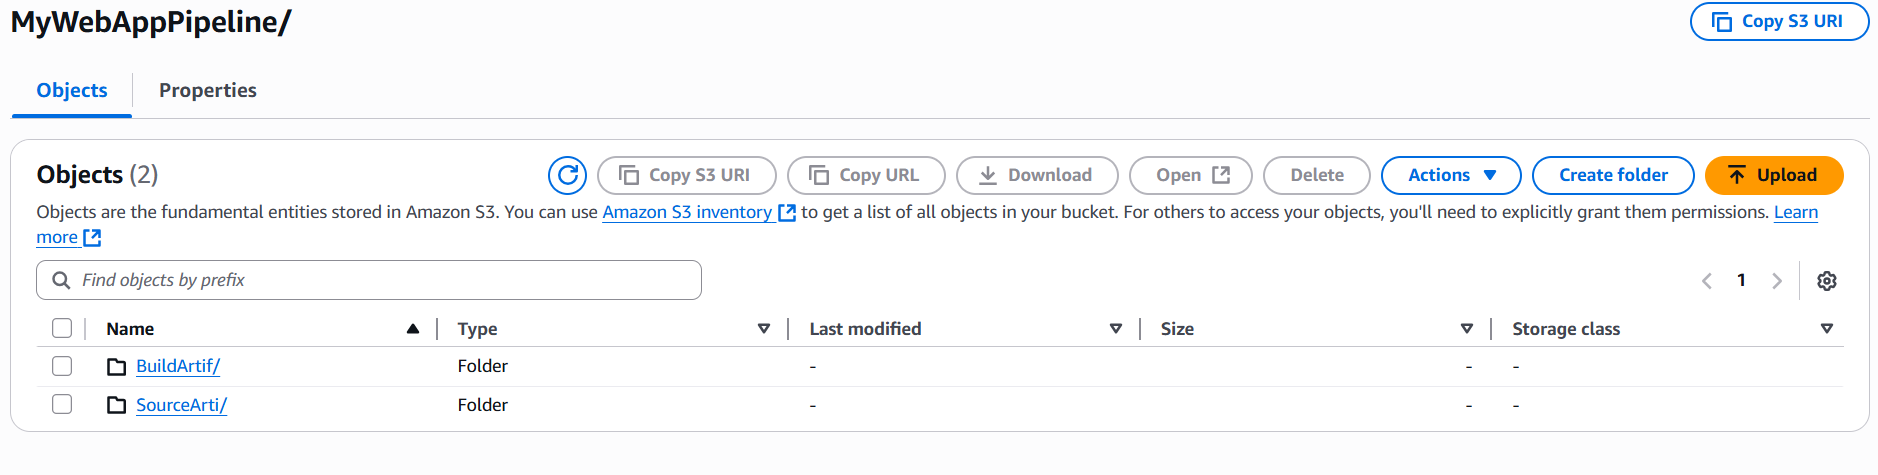 MyWebAppPipeline/
Copy S3 URI
Objects
Properties
Objects (2)
Copy S3 URI
Copy URL
Download
Open
Delete
Actions
Create folder
Upload
Objects are the fundamental entities stored in Amazon S3. You can use Amazon S3 inventory to get a list of all objects in your bucket. For others to access your objects, you'll need to explicitly grant them permissions. Learn
more
Find objects by prefix
1
Name Type Last modified Size Storage class
BuildArtif/ Folder - - -
SourceArti/ Folder - - -